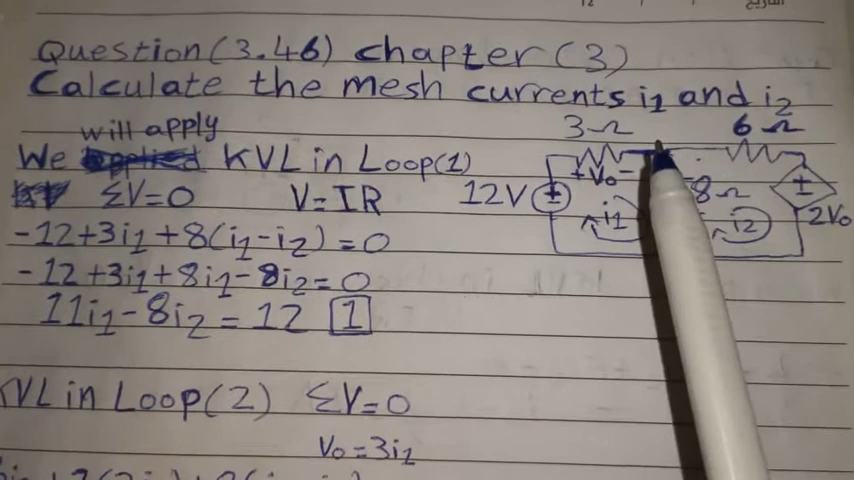 Question(3.46) chapter(3)
Calculate the mesh currents i1 and i2
will apply
We KVL in Loop(1)
ΣV=0 V=IR
-12+3i1+8(i1-i2)=0
-12+3i1+8i1-8i2=0
11i1-8i2=12 1
KVL in Loop(2) ΣV=0
Vo=3i1
3Ω 6Ω
+Vo-
12V ± 8Ω ±
i1 i2 2Vo